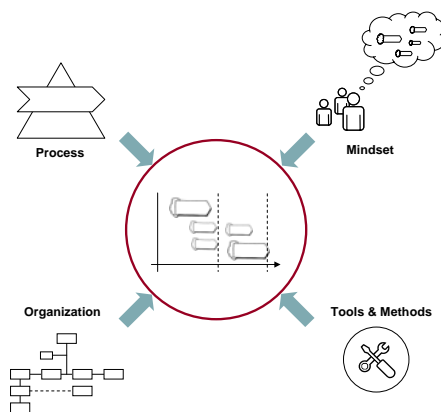 Process
Mindset
Organization
Tools & Methods